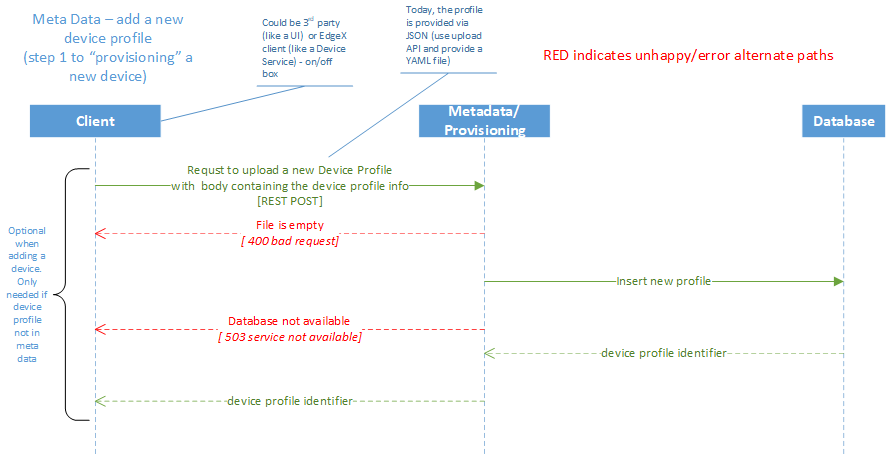 Meta Data – add a new
device profile
(step 1 to “provisioning” a
new device)
Could be 3rd party
(like a UI) or EdgeX
client (like a Device
Service) - on/off
box
Today, the profile
is provided via
JSON (use upload
API and provide a
YAML file)
RED indicates unhappy/error alternate paths
Client
Metadata/
Provisioning
Database
Requst to upload a new Device Profile
with body containing the device profile info
[REST POST]
File is empty
[ 400 bad request]
Optional
when
adding a
device.
Only
needed if
device
profile
not in
meta
data
Insert new profile
Database not available
[ 503 service not available]
device profile identifier
device profile identifier